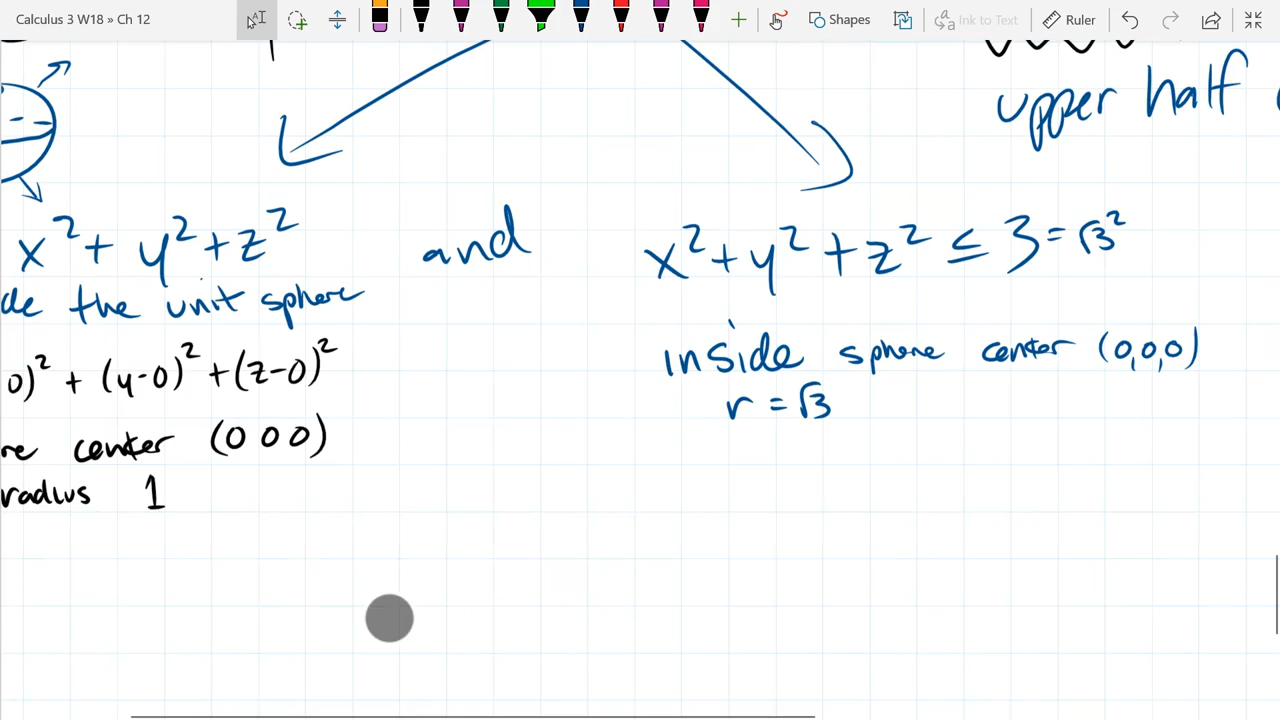 Calculus 3 W18 » Ch 12
Shapes
Ink to Text
Ruler
upper half
x² + y² + z² and x² + y² + z² ≤ 3 = √3²
de the unit sphere
0)² + (y-0)² + (z-0)²
inside sphere center (0,0,0)
r = √3
re center (0 0 0)
radius 1